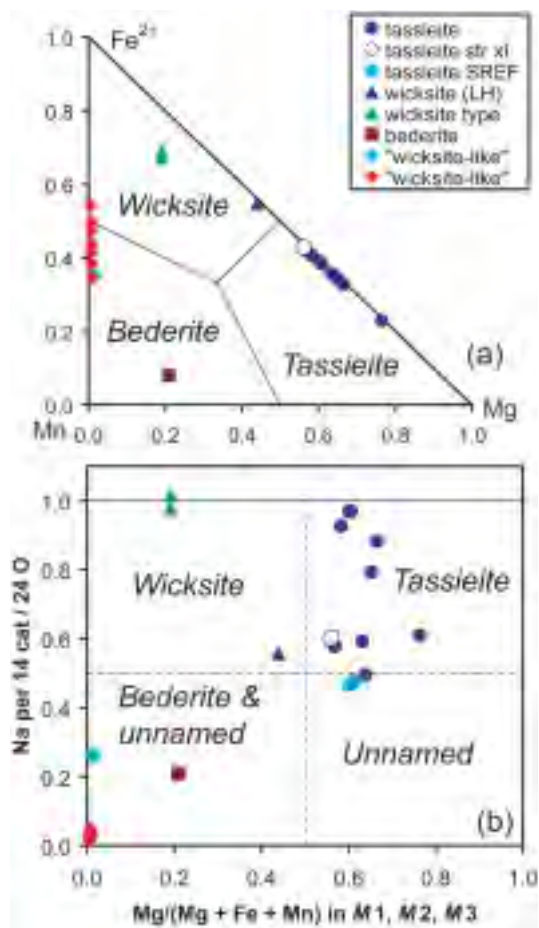 Fe2+
tassieite
tassieite str xl
tassieite SREF
wicksite (LH)
wicksite type
bederite
"wicksite-like"
"wicksite-like"
1.0
0.8
0.6
0.4
0.2
0.0
Wicksite
Bederite
Tassieite
(a)
Mn
0.0
0.2
0.4
0.6
0.8
1.0
Mg
Na per 14 cat / 24 O
1.0
0.8
0.6
0.4
0.2
0.0
Wicksite
Tassieite
Bederite &
unnamed
Unnamed
(b)
0.0
0.2
0.4
0.6
0.8
1.0
Mg/(Mg + Fe + Mn) in M1, M2, M3